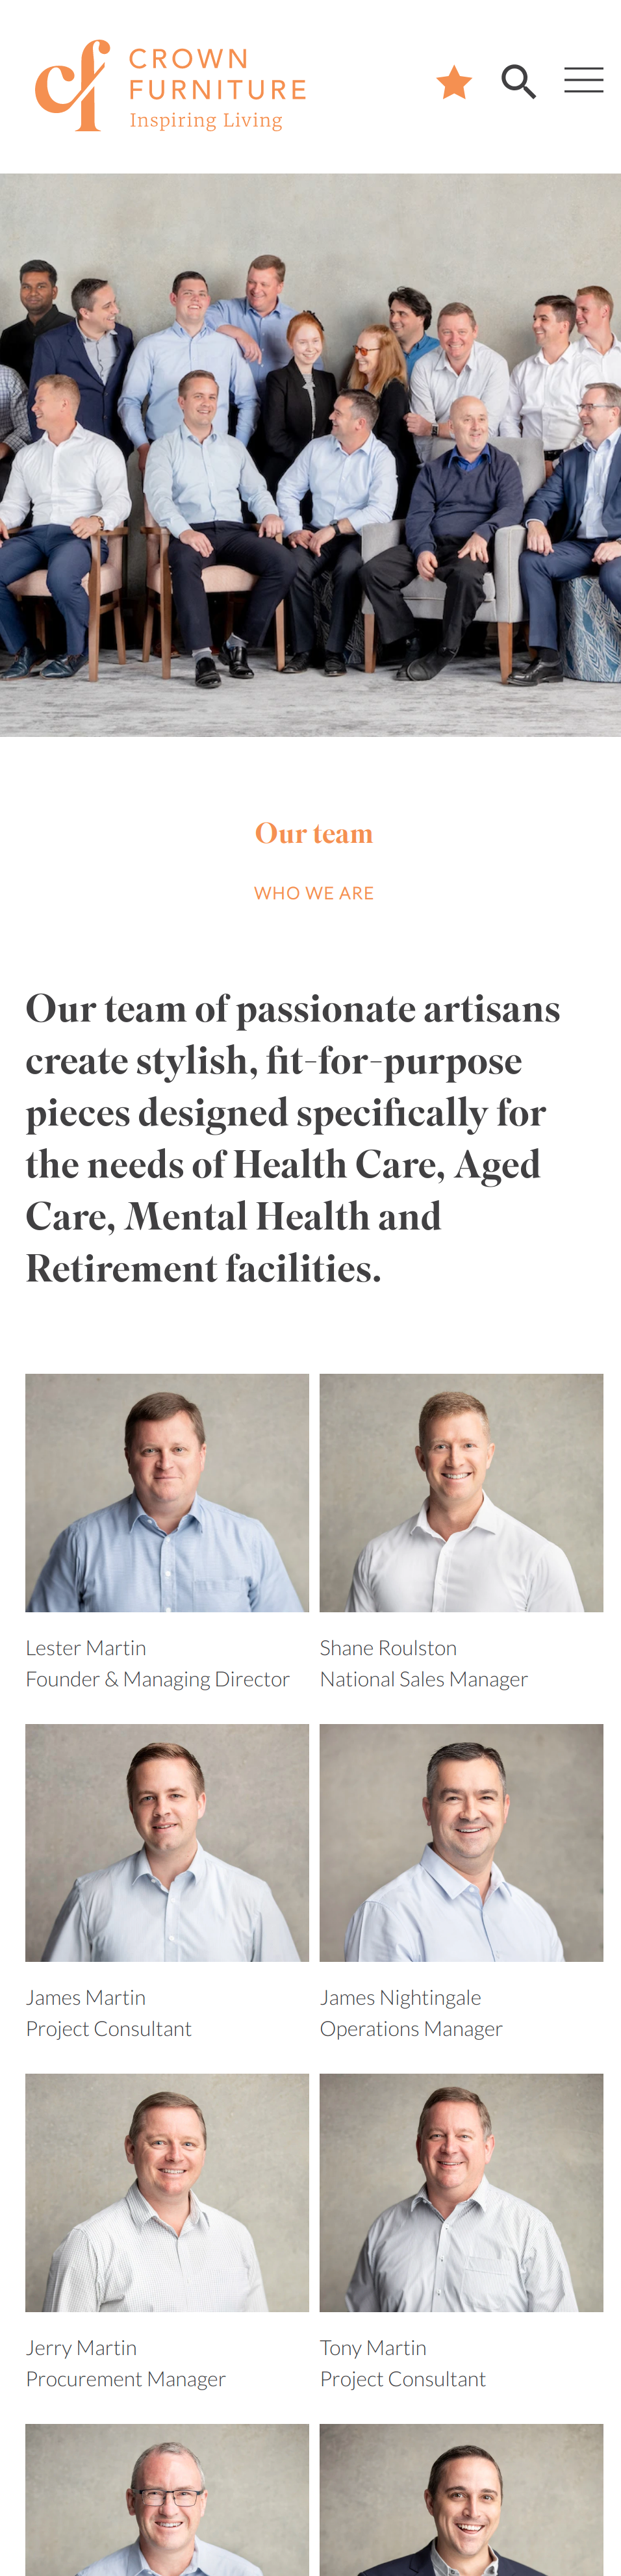 CROWN
FURNITURE
Inspiring Living
Our team
WHO WE ARE
Our team of passionate artisans
create stylish, fit-for-purpose
pieces designed specifically for
the needs of Health Care, Aged
Care, Mental Health and
Retirement facilities.
Lester Martin
Founder & Managing Director
Shane Roulston
National Sales Manager
James Martin
Project Consultant
James Nightingale
Operations Manager
Jerry Martin
Procurement Manager
Tony Martin
Project Consultant